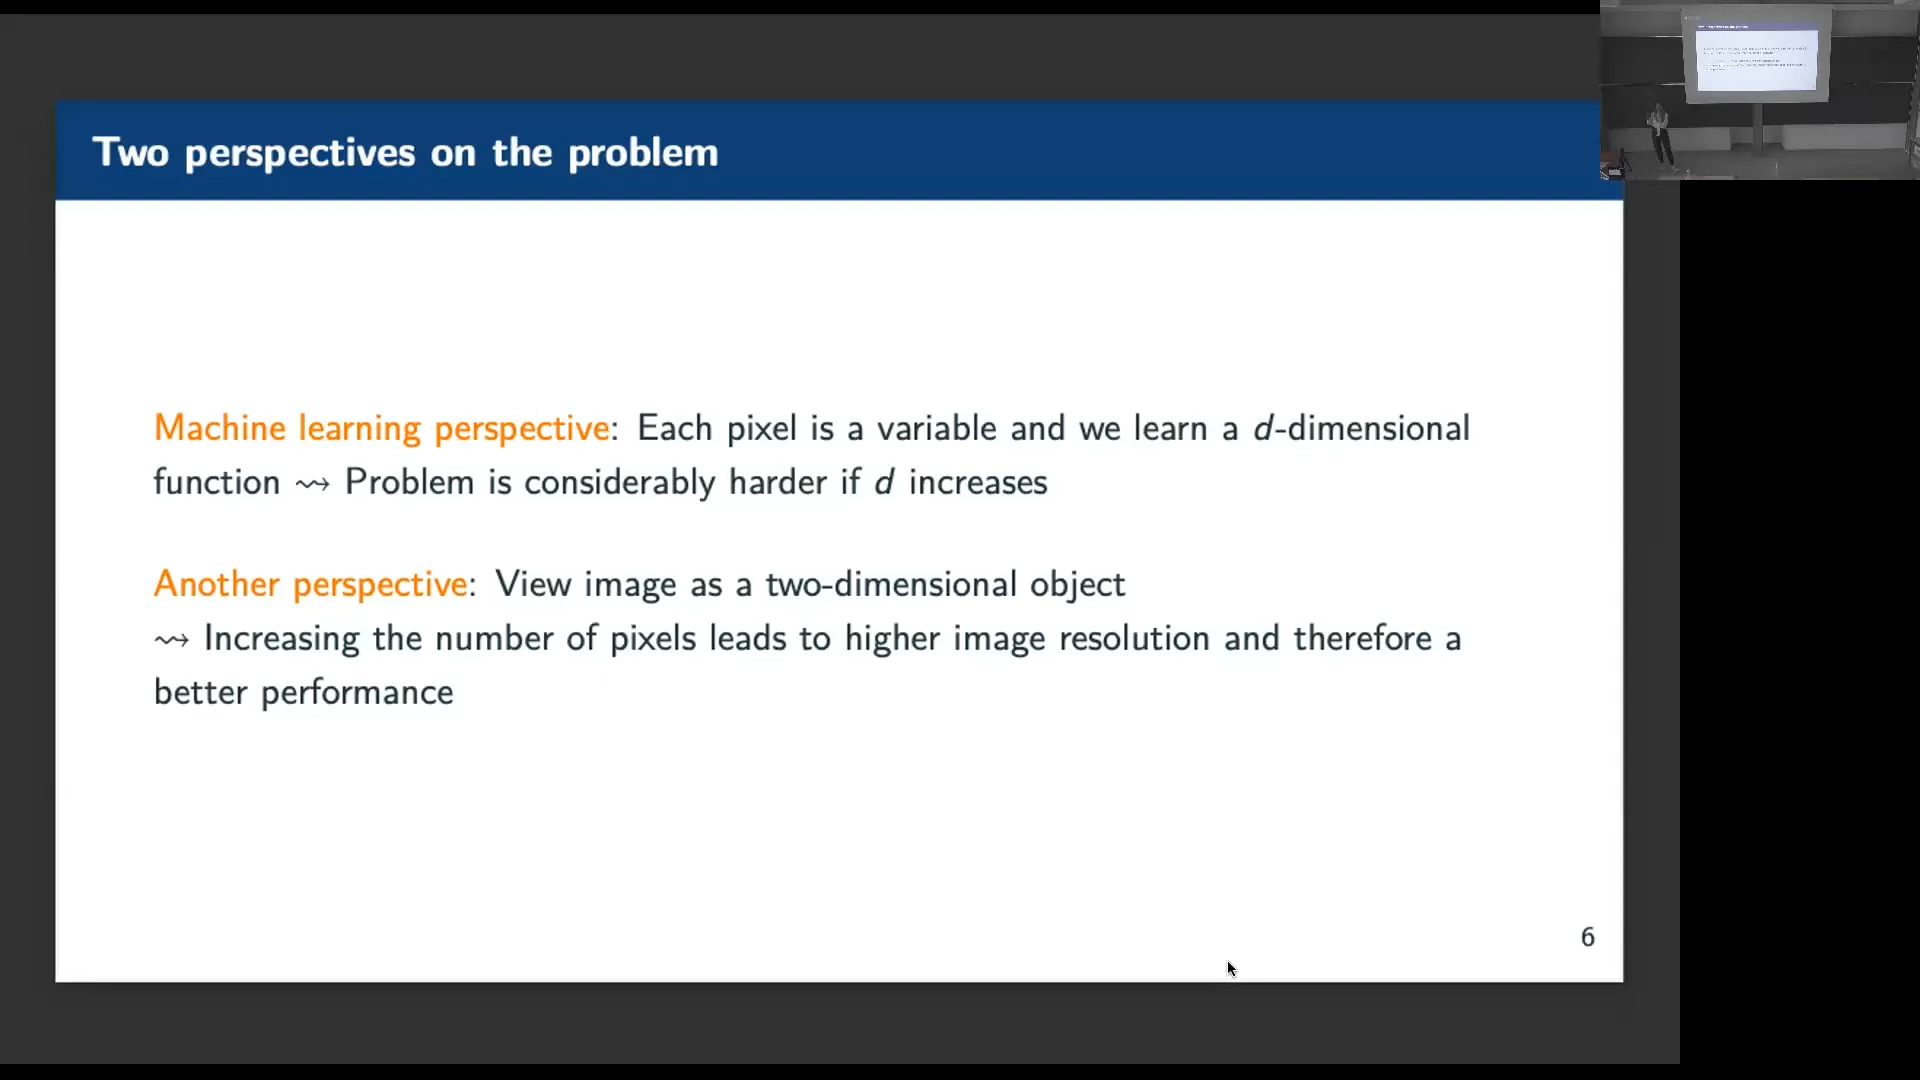 Two perspectives on the problem
Machine learning perspective: Each pixel is a variable and we learn a d-dimensional
function ⇝ Problem is considerably harder if d increases
Another perspective: View image as a two-dimensional object
⇝ Increasing the number of pixels leads to higher image resolution and therefore a
better performance
6